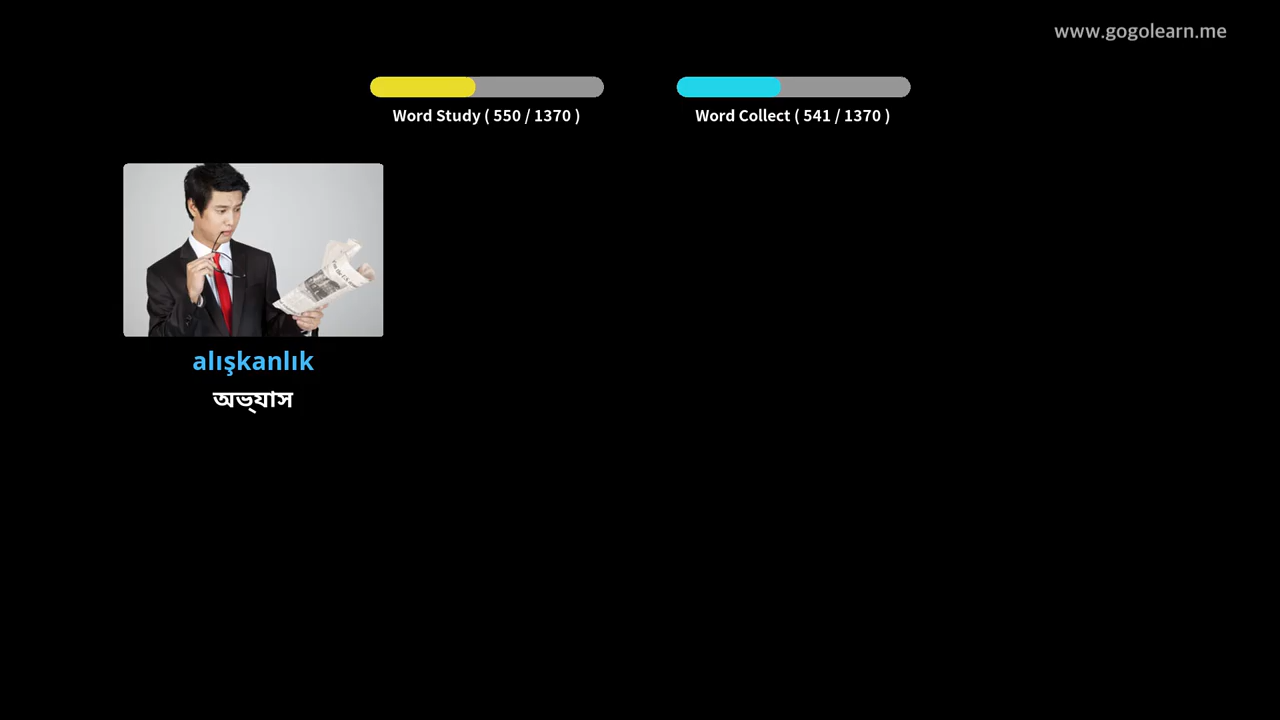 www.gogolearn.me
Word Study ( 550 / 1370 )
Word Collect ( 541 / 1370 )
alışkanlık
অভ্যাস